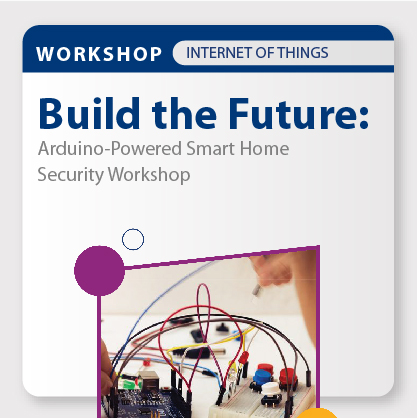 WORKSHOP INTERNET OF THINGS
Build the Future:
Arduino-Powered Smart Home
Security Workshop